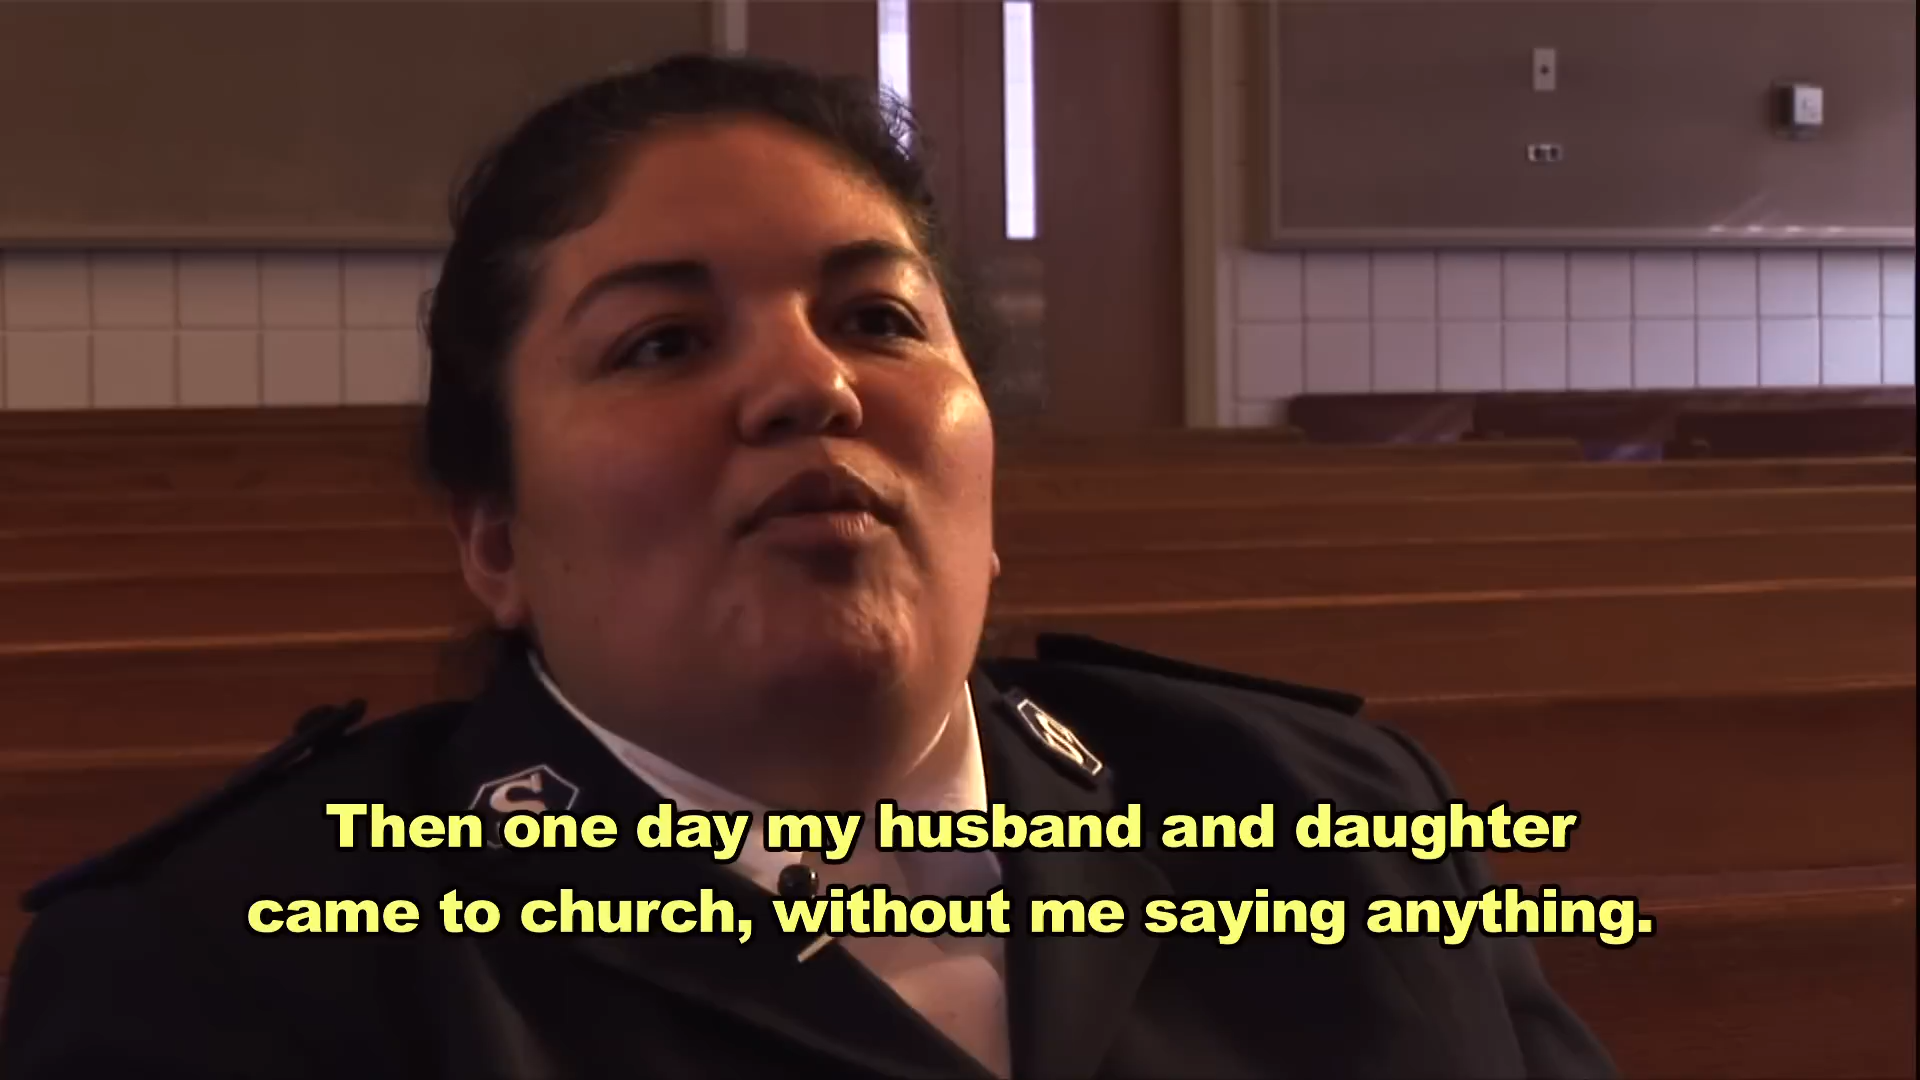 S
S
Then one day my husband and daughter
came to church, without me saying anything.